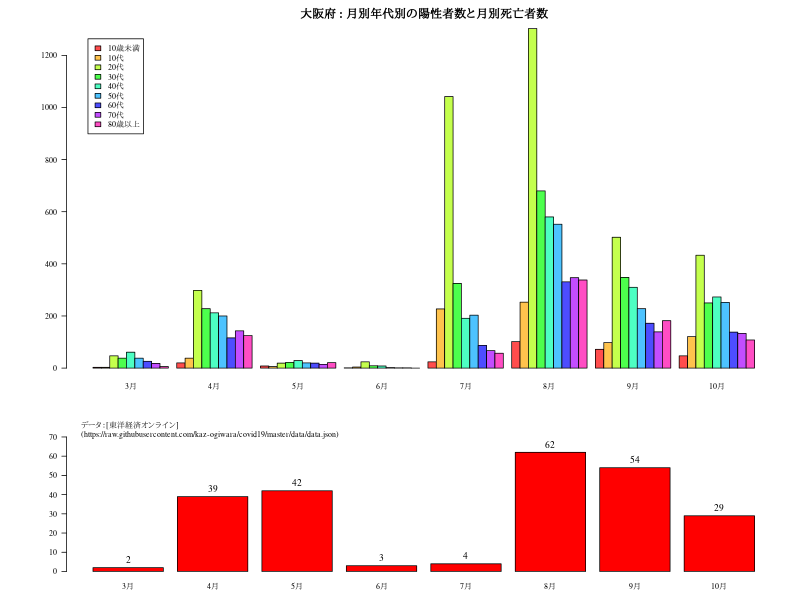 大阪府 : 月別年代別の陽性者数と月別死亡者数
1200
1000
800
600
400
200
0
10歳未満
10代
20代
30代
40代
50代
60代
70代
80歳以上
3月 4月 5月 6月 7月 8月 9月 10月
データ:[東洋経済オンライン]
(https://raw.githubusercontent.com/kaz-ogiwara/covid19/master/data/data.json)
70
60
50
40
30
20
10
0
2 39 42 3 4 62 54 29
3月 4月 5月 6月 7月 8月 9月 10月